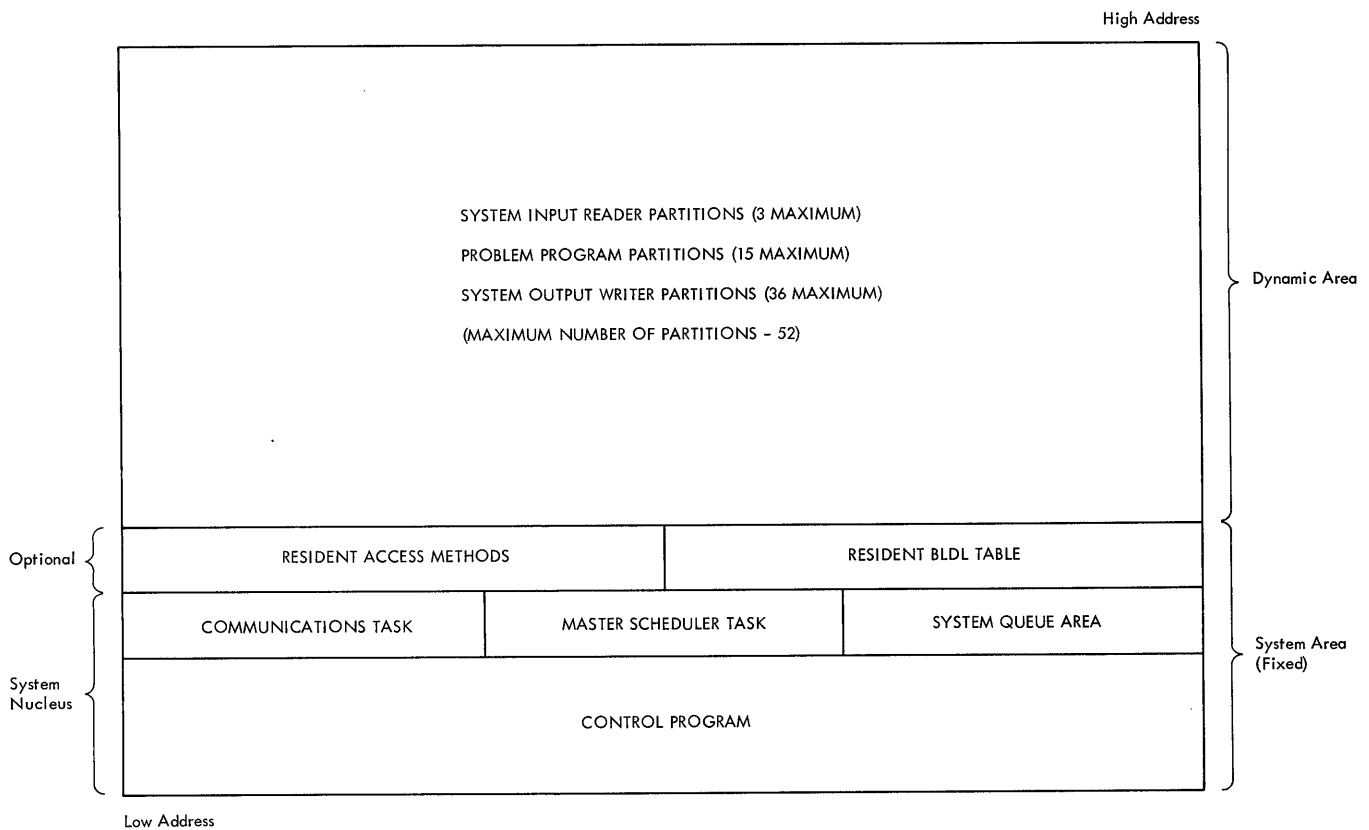 High Address
SYSTEM INPUT READER PARTITIONS (3 MAXIMUM)
PROBLEM PROGRAM PARTITIONS (15 MAXIMUM)
SYSTEM OUTPUT WRITER PARTITIONS (36 MAXIMUM)
(MAXIMUM NUMBER OF PARTITIONS - 52)
Dynamic Area
Optional
RESIDENT ACCESS METHODS
RESIDENT BLDL TABLE
COMMUNICATIONS TASK
MASTER SCHEDULER TASK
SYSTEM QUEUE AREA
System Area
(Fixed)
System
Nucleus
CONTROL PROGRAM
Low Address